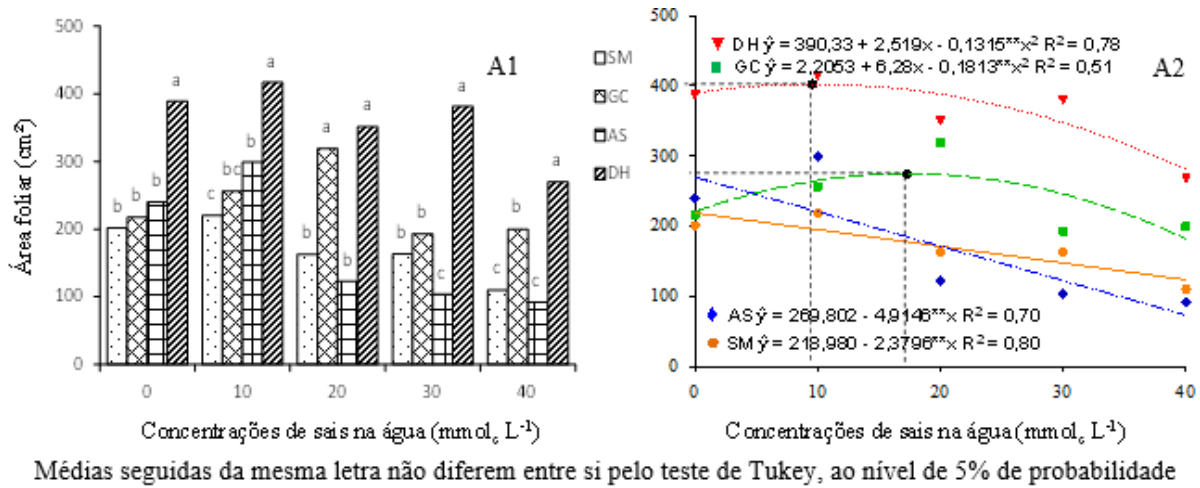 500
400
300
200
100
0
Área foliar (cm²)
b b b a
c bc b a
b a b a
b b c a
c b c a
0 10 20 30 40
Concentrações de sais na água (mmolc L⁻¹)
A1
SM
GC
AS
DH
500
400
300
200
100
0
DH ŷ = 390,33 + 2,519x - 0,1315**x² R² = 0,78
GC ŷ = 2,2053 + 6,28x - 0,1813**x² R² = 0,51
A2
AS ŷ = 269,802 - 4,9146**x R² = 0,70
SM ŷ = 218,980 - 2,3796**x R² = 0,80
0 10 20 30 40
Concentrações de sais na água (mmolc L⁻¹)
Médias seguidas da mesma letra não diferem entre si pelo teste de Tukey, ao nível de 5% de probabilidade